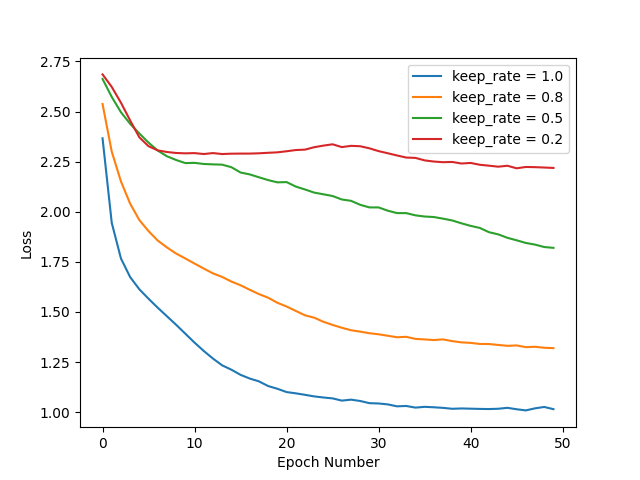 2.75
2.50
2.25
2.00
1.75
1.50
1.25
1.00
Loss
keep_rate = 1.0
keep_rate = 0.8
keep_rate = 0.5
keep_rate = 0.2
0 10 20 30 40 50
Epoch Number